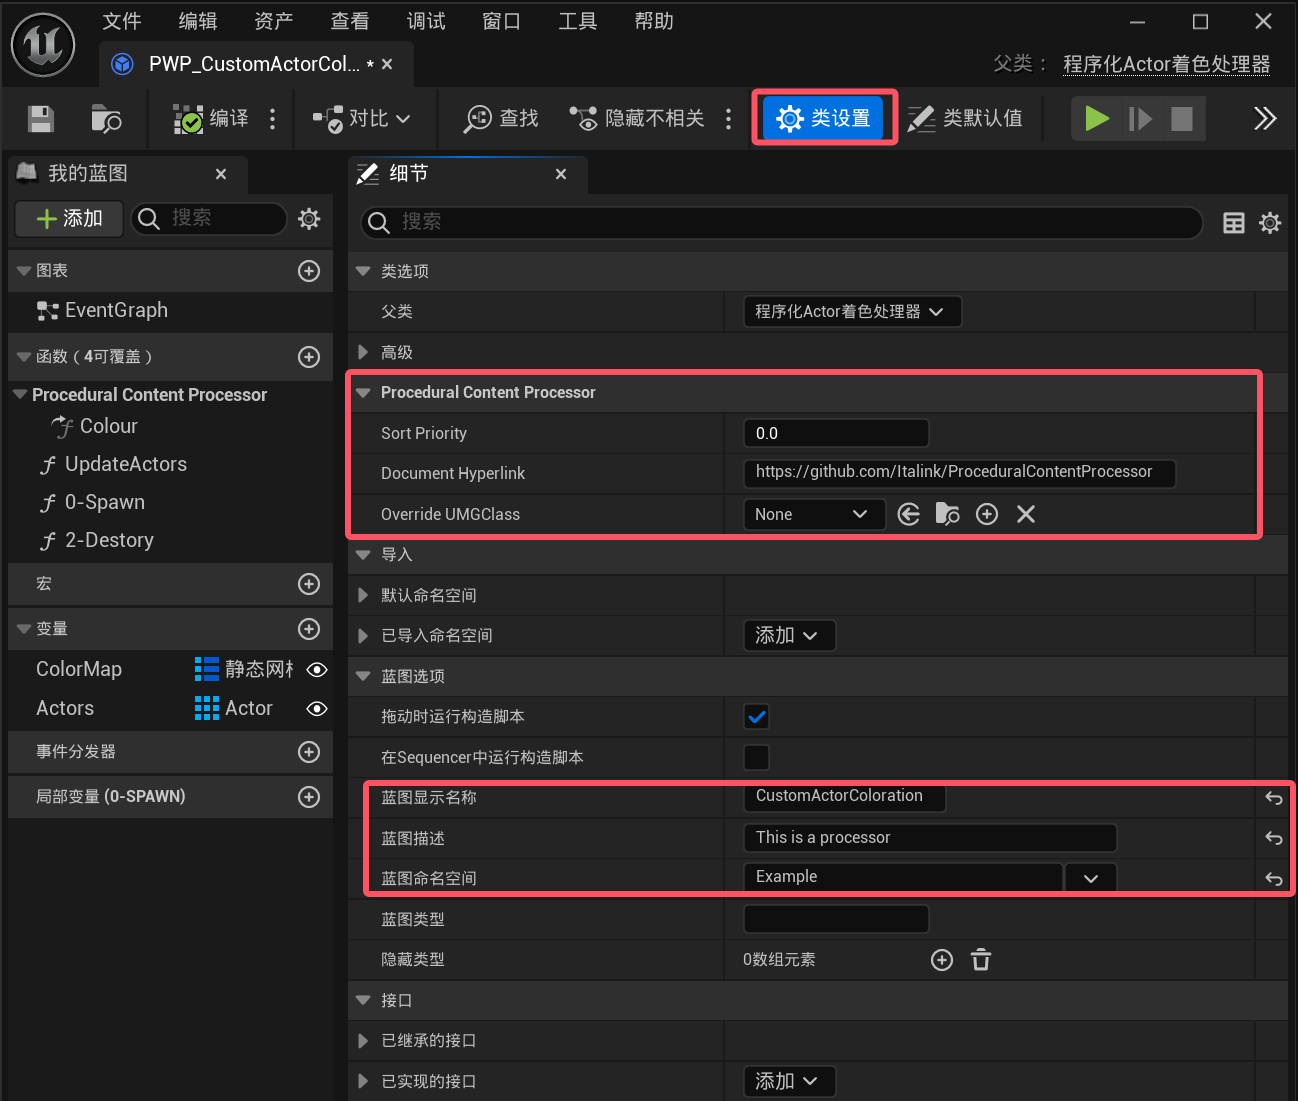 文件 编辑 资产 查看 调试 窗口 工具 帮助
PWP_CustomActorCol... *
父类： 程序化Actor着色处理器
编译 对比 查找 隐藏不相关 类设置 类默认值
我的蓝图
添加 搜索
图表
EventGraph
函数（4可覆盖）
Procedural Content Processor
Colour
UpdateActors
0-Spawn
2-Destory
宏
变量
ColorMap 静态网
Actors Actor
事件分发器
局部变量 (0-SPAWN)
细节
搜索
类选项
父类 程序化Actor着色处理器
高级
Procedural Content Processor
Sort Priority 0.0
Document Hyperlink https://github.com/Italink/ProceduralContentProcessor
Override UMGClass None
导入
默认命名空间
已导入命名空间 添加
蓝图选项
拖动时运行构造脚本
在Sequencer中运行构造脚本
蓝图显示名称 CustomActorColoration
蓝图描述 This is a processor
蓝图命名空间 Example
蓝图类型
隐藏类型 0数组元素
接口
已继承的接口
已实现的接口 添加